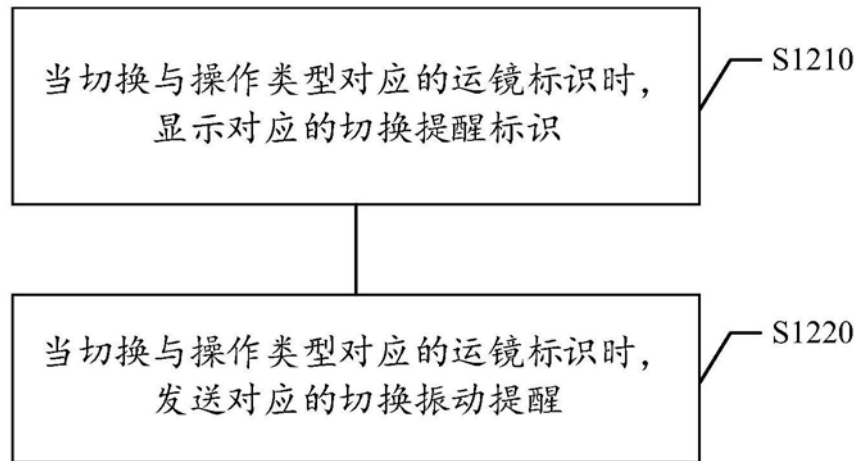 当切换与操作类型对应的运镜标识时，
显示对应的切换提醒标识
S1210
当切换与操作类型对应的运镜标识时，
发送对应的切换振动提醒
S1220